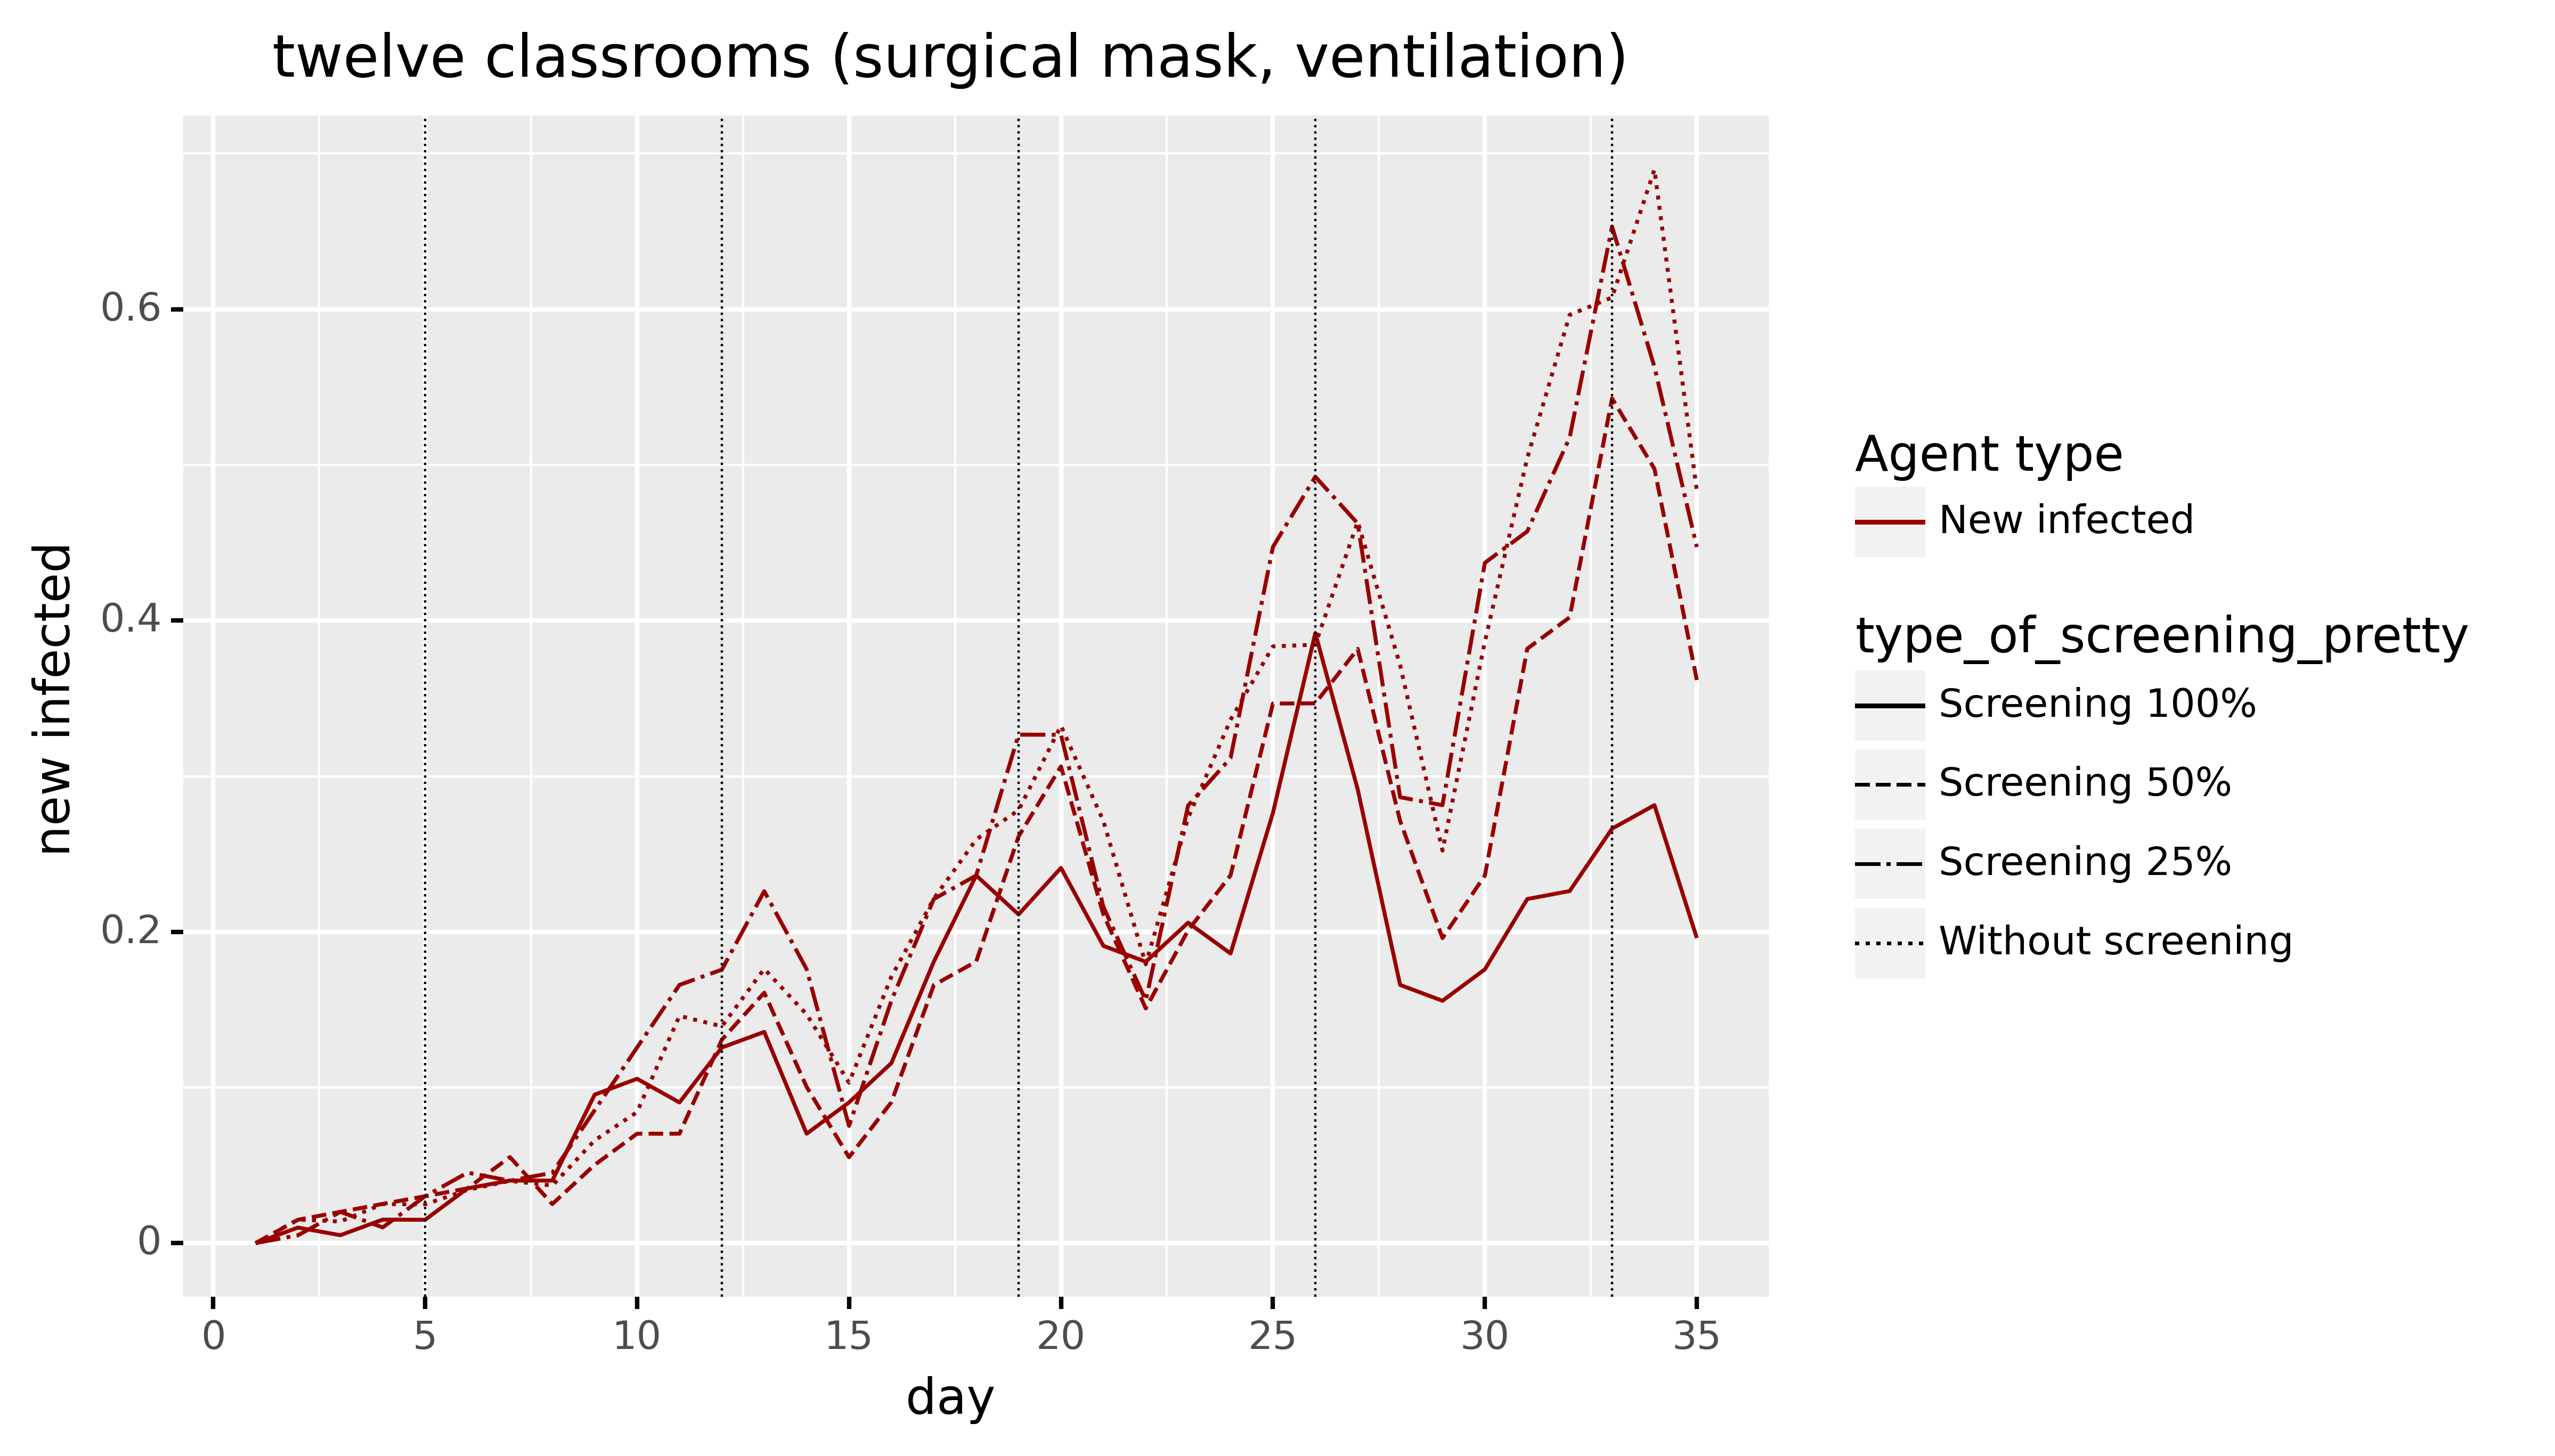 twelve classrooms (surgical mask, ventilation)
new infected
0.6
0.4
0.2
0
0 5 10 15 20 25 30 35
day
Agent type
New infected
type_of_screening_pretty
Screening 100%
Screening 50%
Screening 25%
Without screening